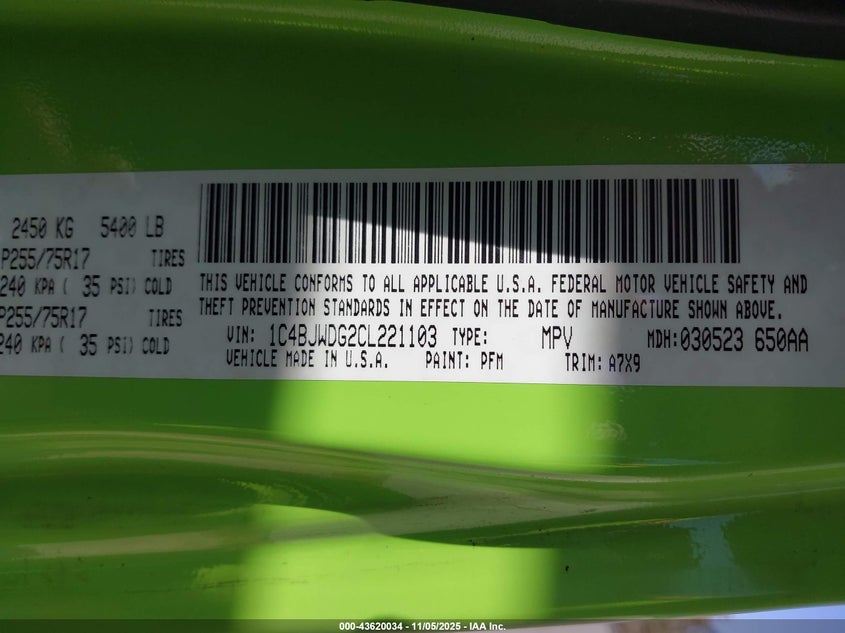 2450 KG 5400 LB
P255/75R17 TIRES
240 KPA ( 35 PSI) COLD
P255/75R17 TIRES
240 KPA ( 35 PSI) COLD
THIS VEHICLE CONFORMS TO ALL APPLICABLE U.S.A. FEDERAL MOTOR VEHICLE SAFETY AND
THEFT PREVENTION STANDARDS IN EFFECT ON THE DATE OF MANUFACTURE SHOWN ABOVE.
VIN: 1C4BJWDG2CL221103 TYPE: MPV MDH:030523 650AA
VEHICLE MADE IN U.S.A. PAINT: PFM TRIM: A7X9
000-43620034 - 11/05/2025 - IAA Inc.